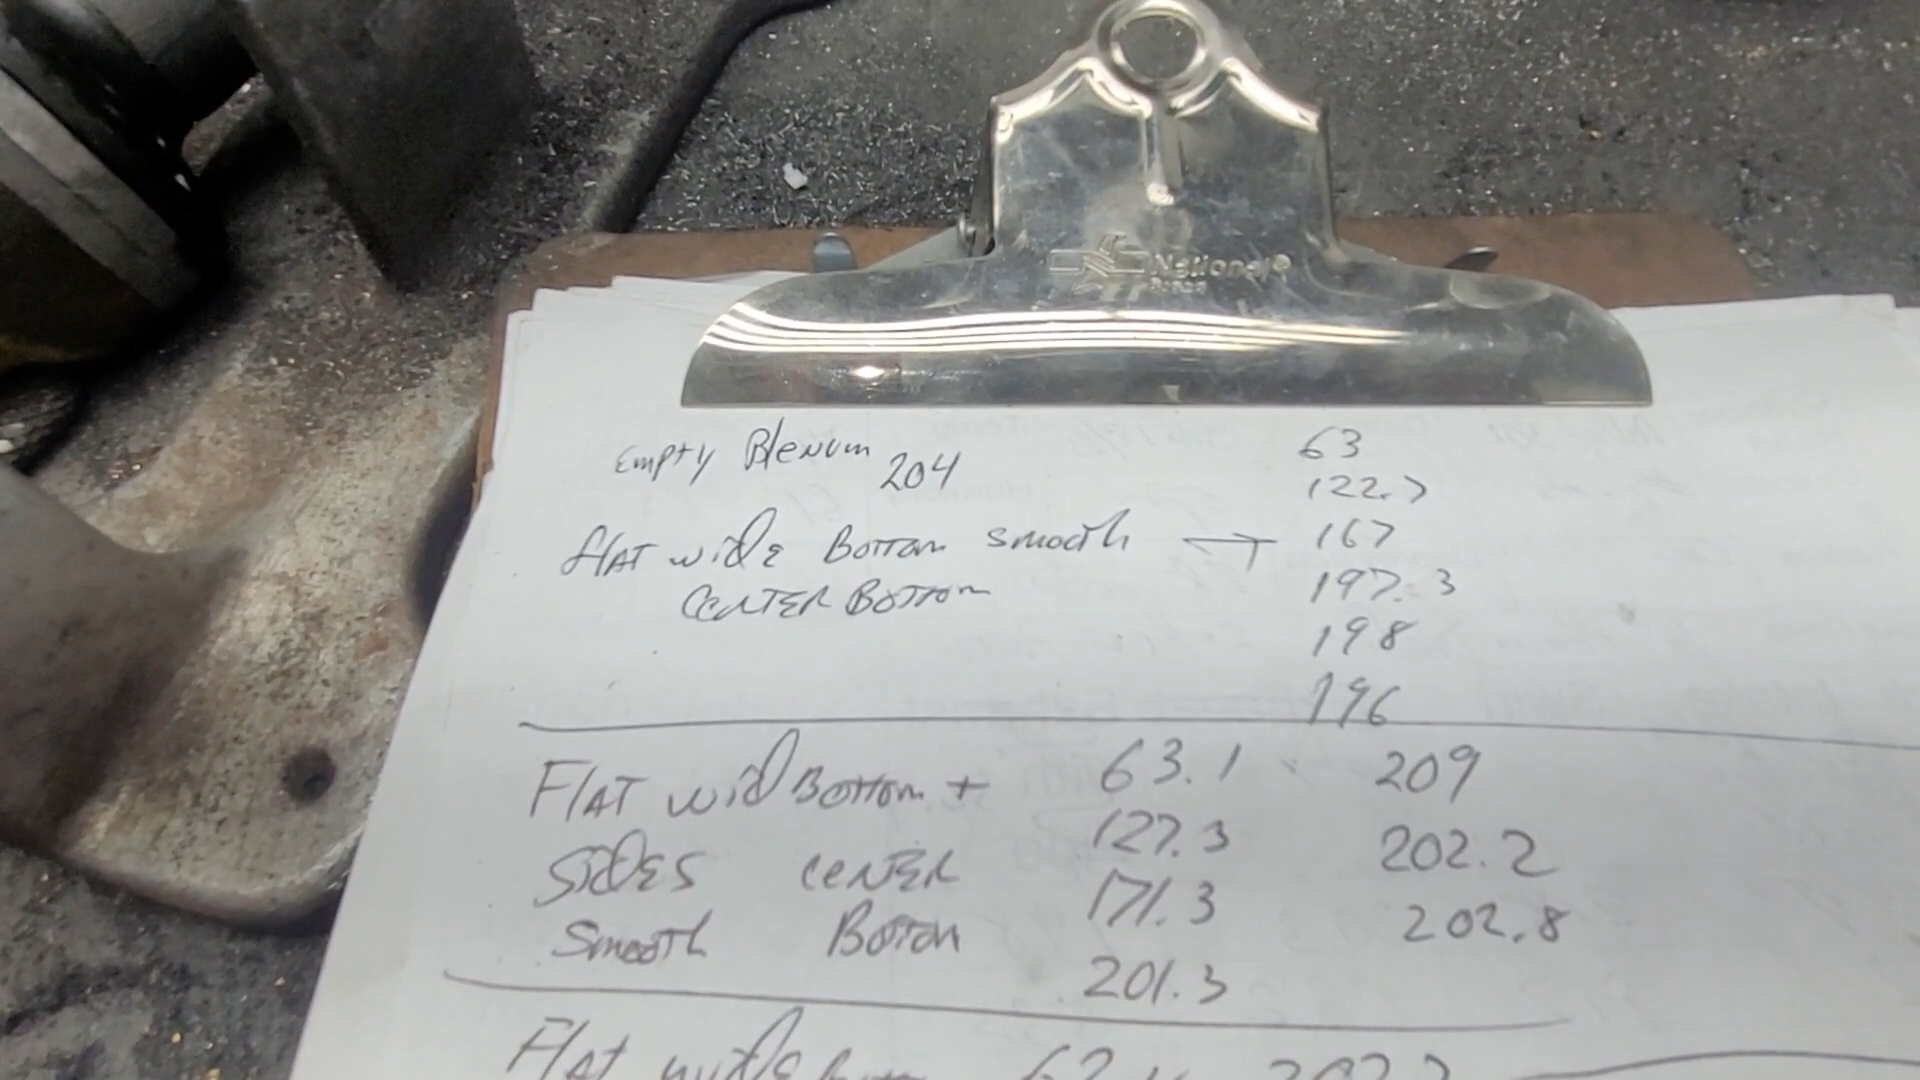 National®
Empty Plenum 63
204
122.7
Flat wide Bottom smooth → 167
Center Bottom 197.3
198
196
Flat wid Bottom + 63.1 209
127.3
Sides center 202.2
171.3
Smooth Bottom 202.8
201.3
Flat wide